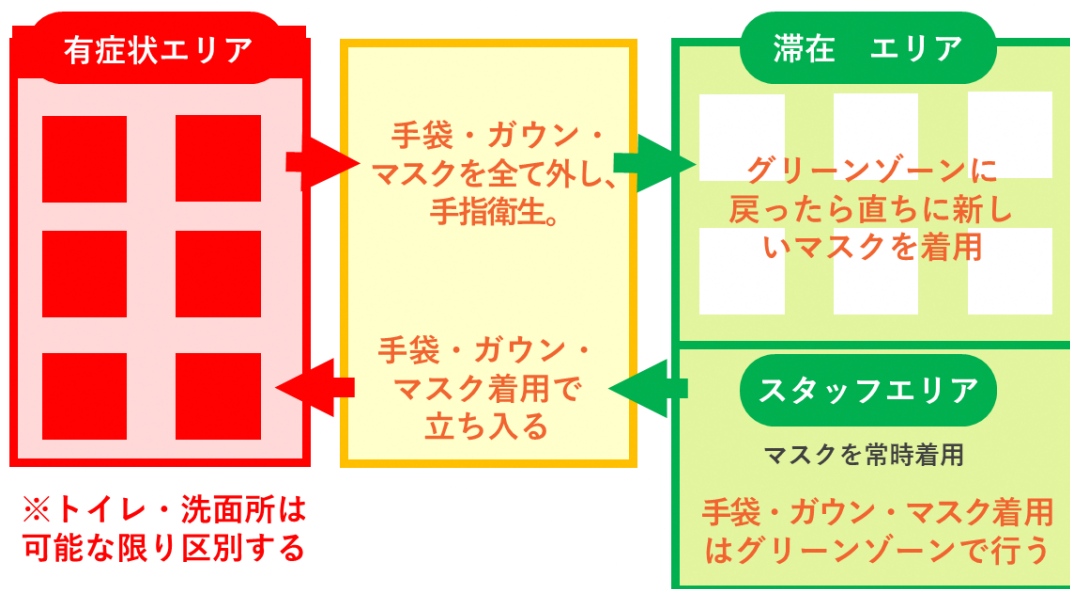 有症状エリア
手袋・ガウン・
マスクを全て外し、
手指衛生。
手袋・ガウン・
マスク着用で
立ち入る
滞在　エリア
グリーンゾーンに
戻ったら直ちに新し
いマスクを着用
スタッフエリア
マスクを常時着用
手袋・ガウン・マスク着用
はグリーンゾーンで行う
※トイレ・洗面所は
可能な限り区別する